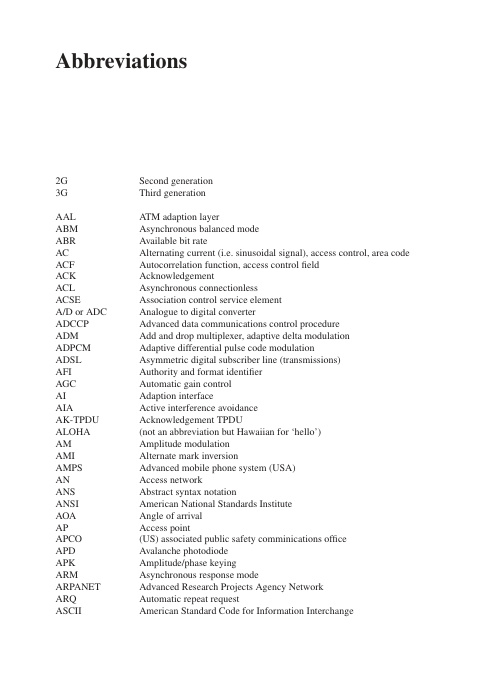 Abbreviations
2G Second generation
3G Third generation
AAL ATM adaption layer
ABM Asynchronous balanced mode
ABR Available bit rate
AC Alternating current (i.e. sinusoidal signal), access control, area code
ACF Autocorrelation function, access control field
ACK Acknowledgement
ACL Asynchronous connectionless
ACSE Association control service element
A/D or ADC Analogue to digital converter
ADCCP Advanced data communications control procedure
ADM Add and drop multiplexer, adaptive delta modulation
ADPCM Adaptive differential pulse code modulation
ADSL Asymmetric digital subscriber line (transmissions)
AFI Authority and format identifier
AGC Automatic gain control
AI Adaption interface
AIA Active interference avoidance
AK-TPDU Acknowledgement TPDU
ALOHA (not an abbreviation but Hawaiian for ‘hello’)
AM Amplitude modulation
AMI Alternate mark inversion
AMPS Advanced mobile phone system (USA)
AN Access network
ANS Abstract syntax notation
ANSI American National Standards Institute
AOA Angle of arrival
AP Access point
APCO (US) associated public safety comminications office
APD Avalanche photodiode
APK Amplitude/phase keying
ARM Asynchronous response mode
ARPANET Advanced Research Projects Agency Network
ARQ Automatic repeat request
ASCII American Standard Code for Information Interchange